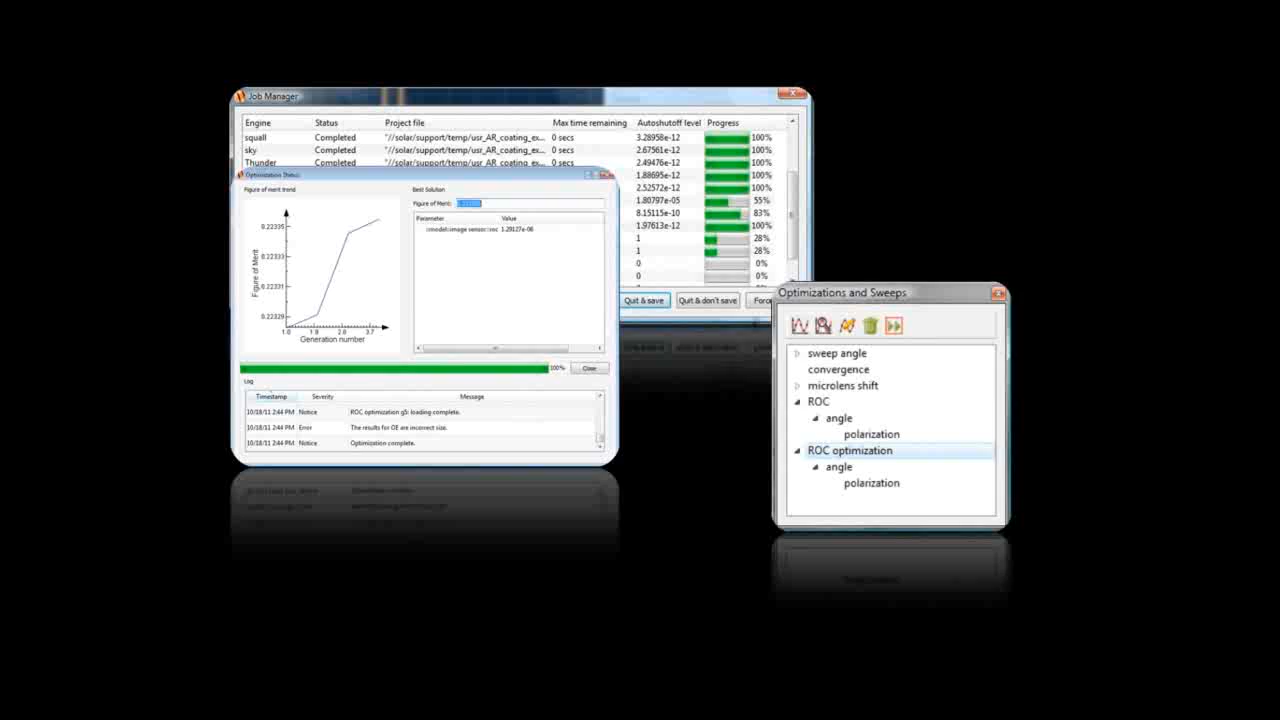 Job Manager
Engine Status Project file Max time remaining Autoshutoff level Progress
squall Completed "//solar/support/temp/usr_AR_coating_ex... 0 secs 3.28958e-12 100%
sky Completed "//solar/support/temp/usr_AR_coating_ex... 0 secs 2.67561e-12 100%
Thunder Completed "//solar/support/temp/usr_AR_coating_ex... 0 secs 2.49476e-12 100%
1.88695e-12 100%
2.52572e-12 100%
1.80797e-05 55%
8.15115e-10 83%
1.97613e-12 100%
1 28%
1 28%
0 0%
0 0%
Quit & save Quit & don't save
Optimization Status
Figure of merit trend
Best Solution
Figure of Merit:
Parameter Value
::model::image sensor::roc 1.29127e-06
Figure of Merit
0.22335
0.22333
0.22331
0.22329
1.0 1.9 2.8 3.7
Generation number
100% Close
Log
Timestamp Severity Message
10/18/11 2:44 PM Notice ROC optimization g5: loading complete.
10/18/11 2:44 PM Error The results for OE are incorrect size.
10/18/11 2:44 PM Notice Optimization complete.
Optimizations and Sweeps
sweep angle
convergence
microlens shift
ROC
angle
polarization
ROC optimization
angle
polarization